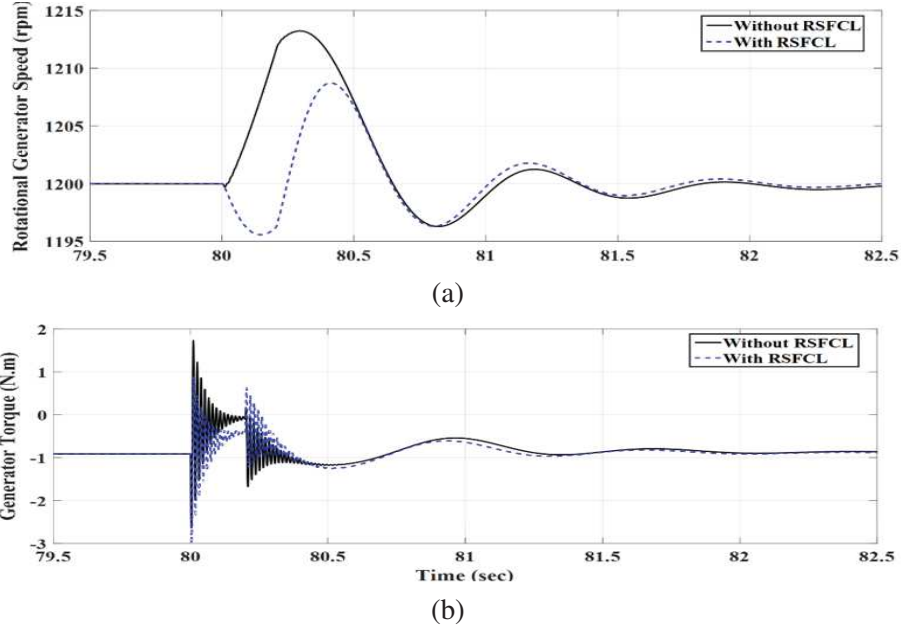 Rotational Generator Speed (rpm)
1215
1210
1205
1200
1195
Without RSFCL
With RSFCL
79.5 80 80.5 81 81.5 82 82.5
(a)
Generator Torque (N.m)
2
1
0
-1
-2
-3
Without RSFCL
With RSFCL
79.5 80 80.5 81 81.5 82 82.5
Time (sec)
(b)